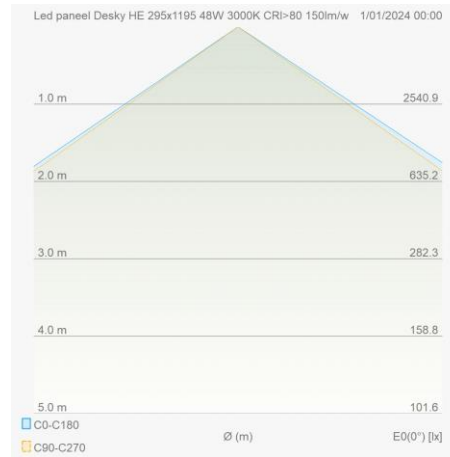 Led paneel Desky HE 295x1195 48W 3000K CRI>80 150lm/w 1/01/2024 00:00
1.0 m 2540.9
2.0 m 635.2
3.0 m 282.3
4.0 m 158.8
5.0 m 101.6
C0-C180
Ø (m) E0(0°) [lx]
C90-C270